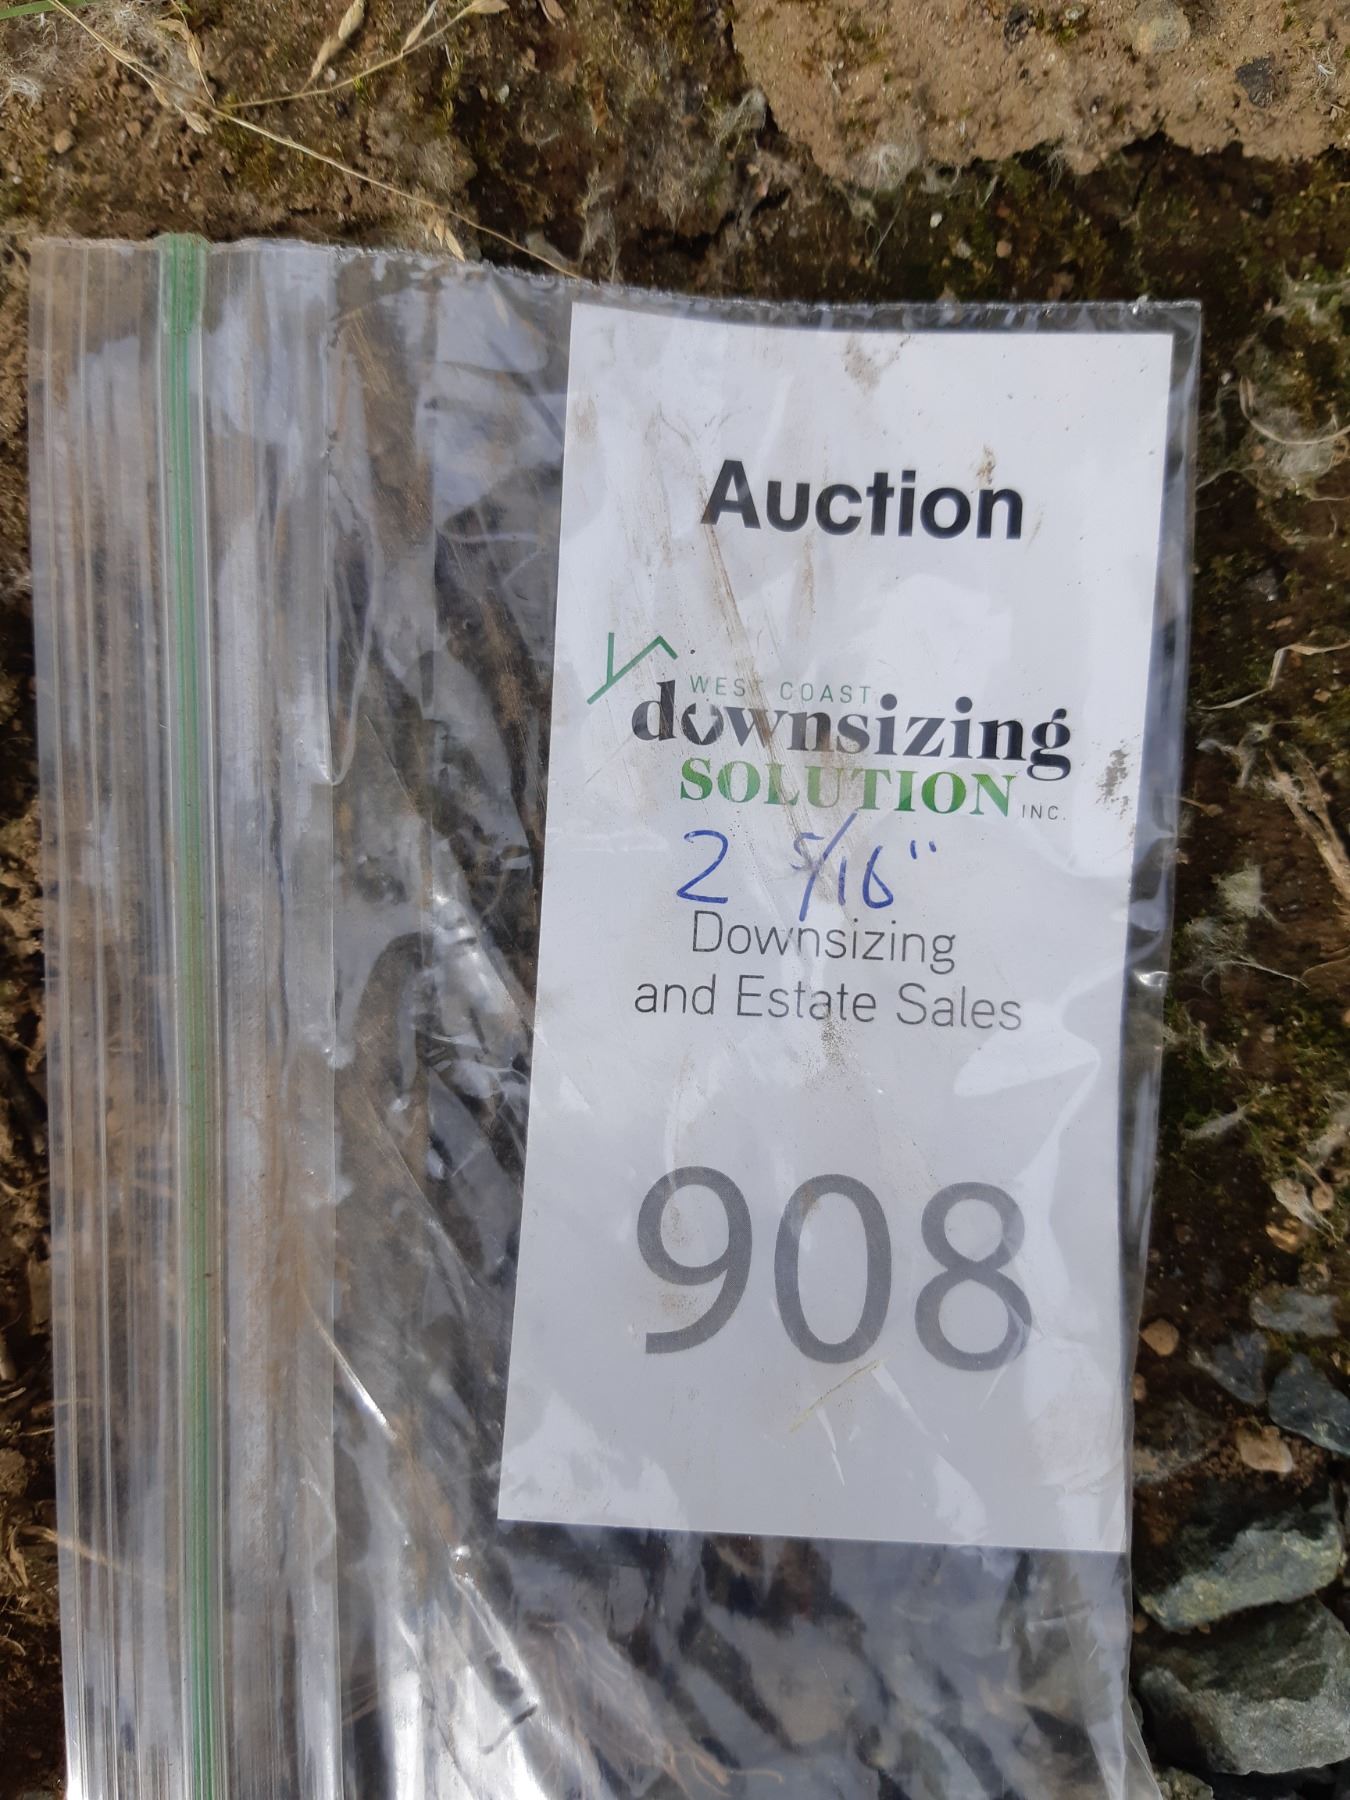 Auction
WEST COAST
downsizing
SOLUTION INC.
2 5/16"
Downsizing
and Estate Sales
908